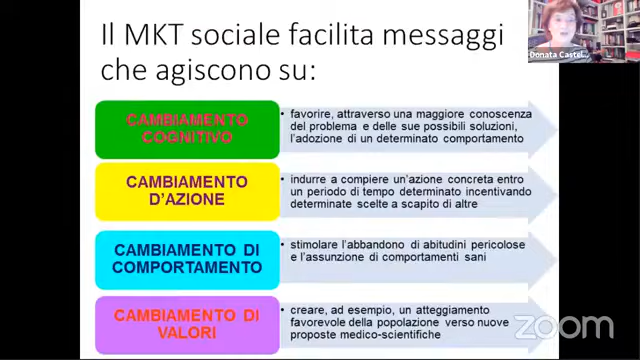 Il MKT sociale facilita messaggi
che agiscono su:
Donata Castel...
CAMBIAMENTO
COGNITIVO
• favorire, attraverso una maggiore conoscenza
del problema e delle sue possibili soluzioni,
l'adozione di un determinato comportamento
CAMBIAMENTO
D'AZIONE
• indurre a compiere un'azione concreta entro
un periodo di tempo determinato incentivando
determinate scelte a scapito di altre
CAMBIAMENTO DI
COMPORTAMENTO
• stimolare l'abbandono di abitudini pericolose
e l'assunzione di comportamenti sani
CAMBIAMENTO DI
VALORI
• creare, ad esempio, un atteggiamento
favorevole della popolazione verso nuove
proposte medico-scientifiche
zoom